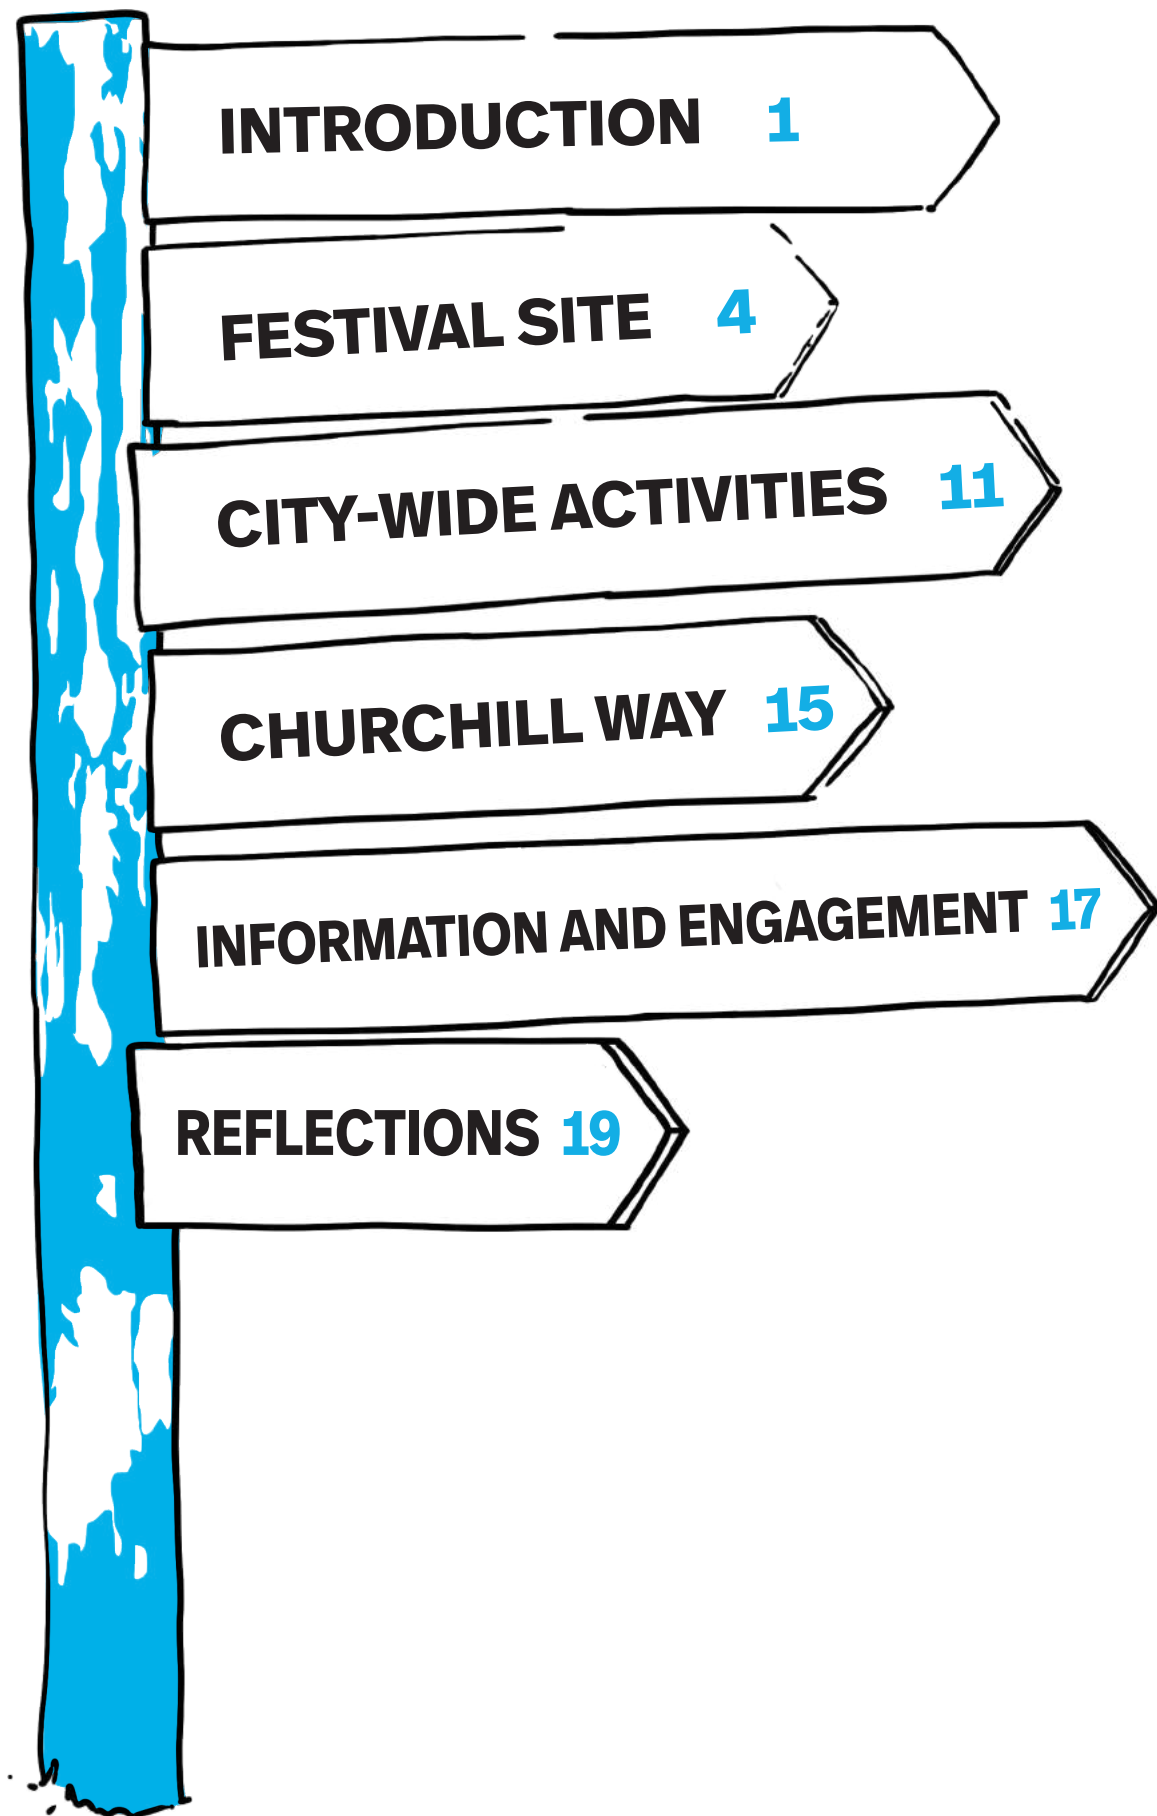 INTRODUCTION 1
FESTIVAL SITE 4
CITY-WIDE ACTIVITIES 11
CHURCHILL WAY 15
INFORMATION AND ENGAGEMENT 17
REFLECTIONS 19